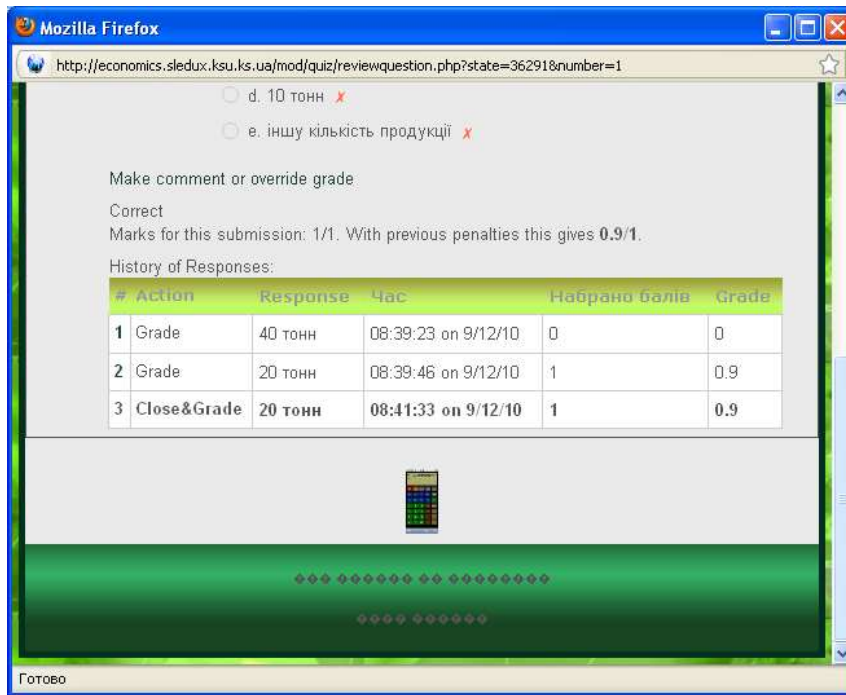 Mozilla Firefox
http://economics.sledux.ksu.ks.ua/mod/quiz/reviewquestion.php?state=36291&number=1
d. 10 тонн ✗
e. іншу кількість продукції ✗
Make comment or override grade
Correct
Marks for this submission: 1/1. With previous penalties this gives 0.9/1.
History of Responses:
# Action Response Час Набрано балів Grade
1 Grade 40 тонн 08:39:23 on 9/12/10 0 0
2 Grade 20 тонн 08:39:46 on 9/12/10 1 0.9
3 Close&Grade 20 тонн 08:41:33 on 9/12/10 1 0.9
��� ������ �� ���������
���� ������
Готово